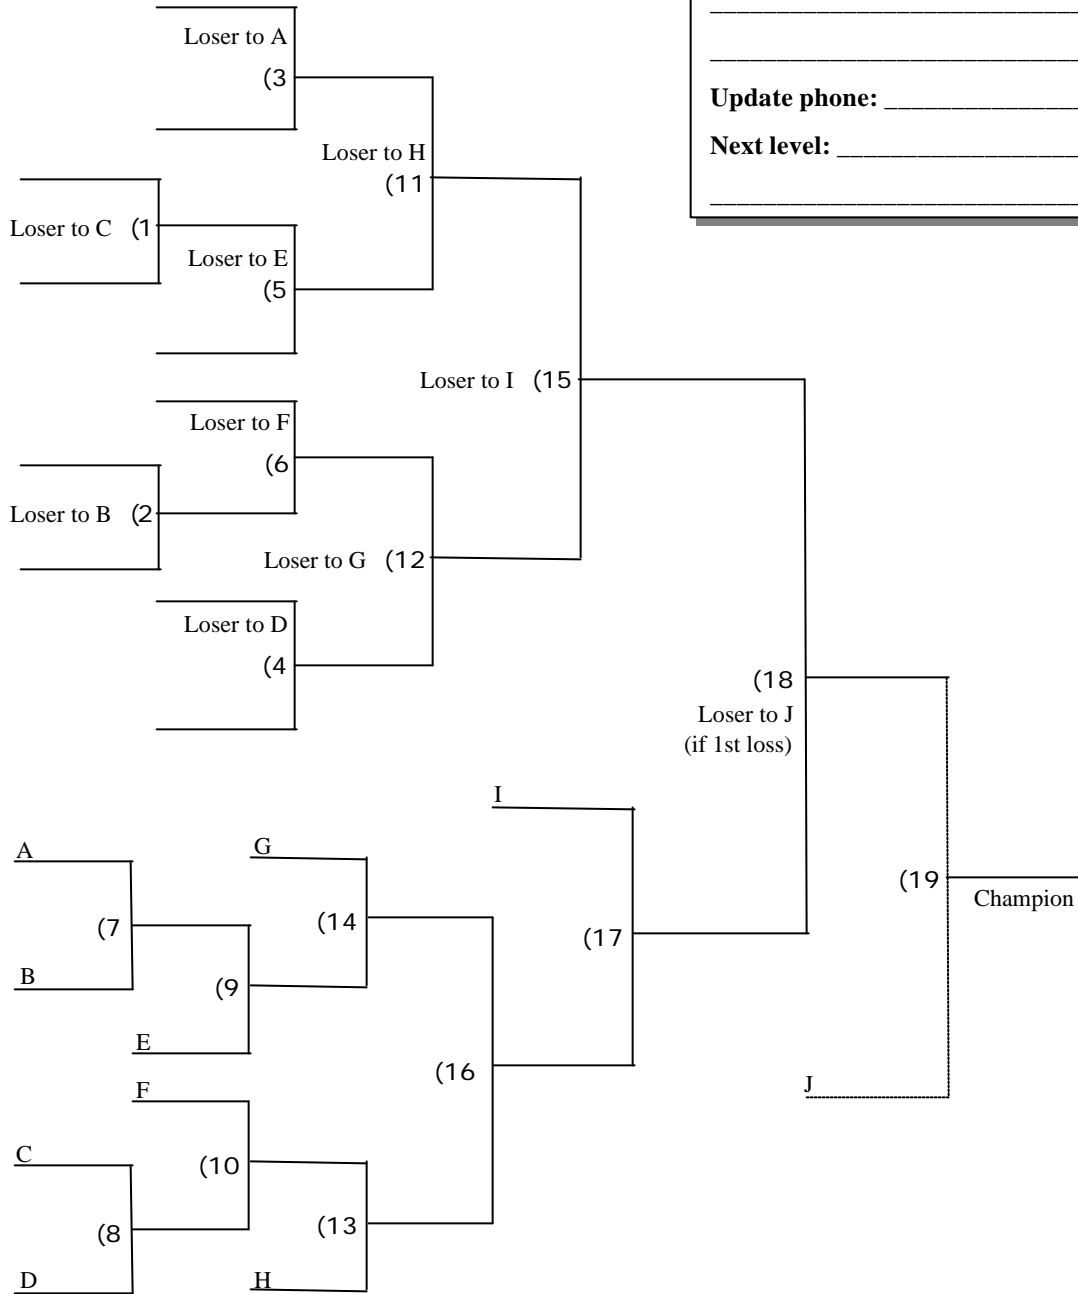 Loser to A
(3
Update phone: ________________
Next level: ___________________
Loser to H
(11
Loser to C (1
Loser to E
(5
Loser to I (15
Loser to F
(6
Loser to B (2
Loser to G (12
Loser to D
(4
(18
Loser to J
(if 1st loss)
I
A
G
(19
Champion
(7
(14
(17
B
(9
E
(16
F
J
C
(10
(8
(13
D
H